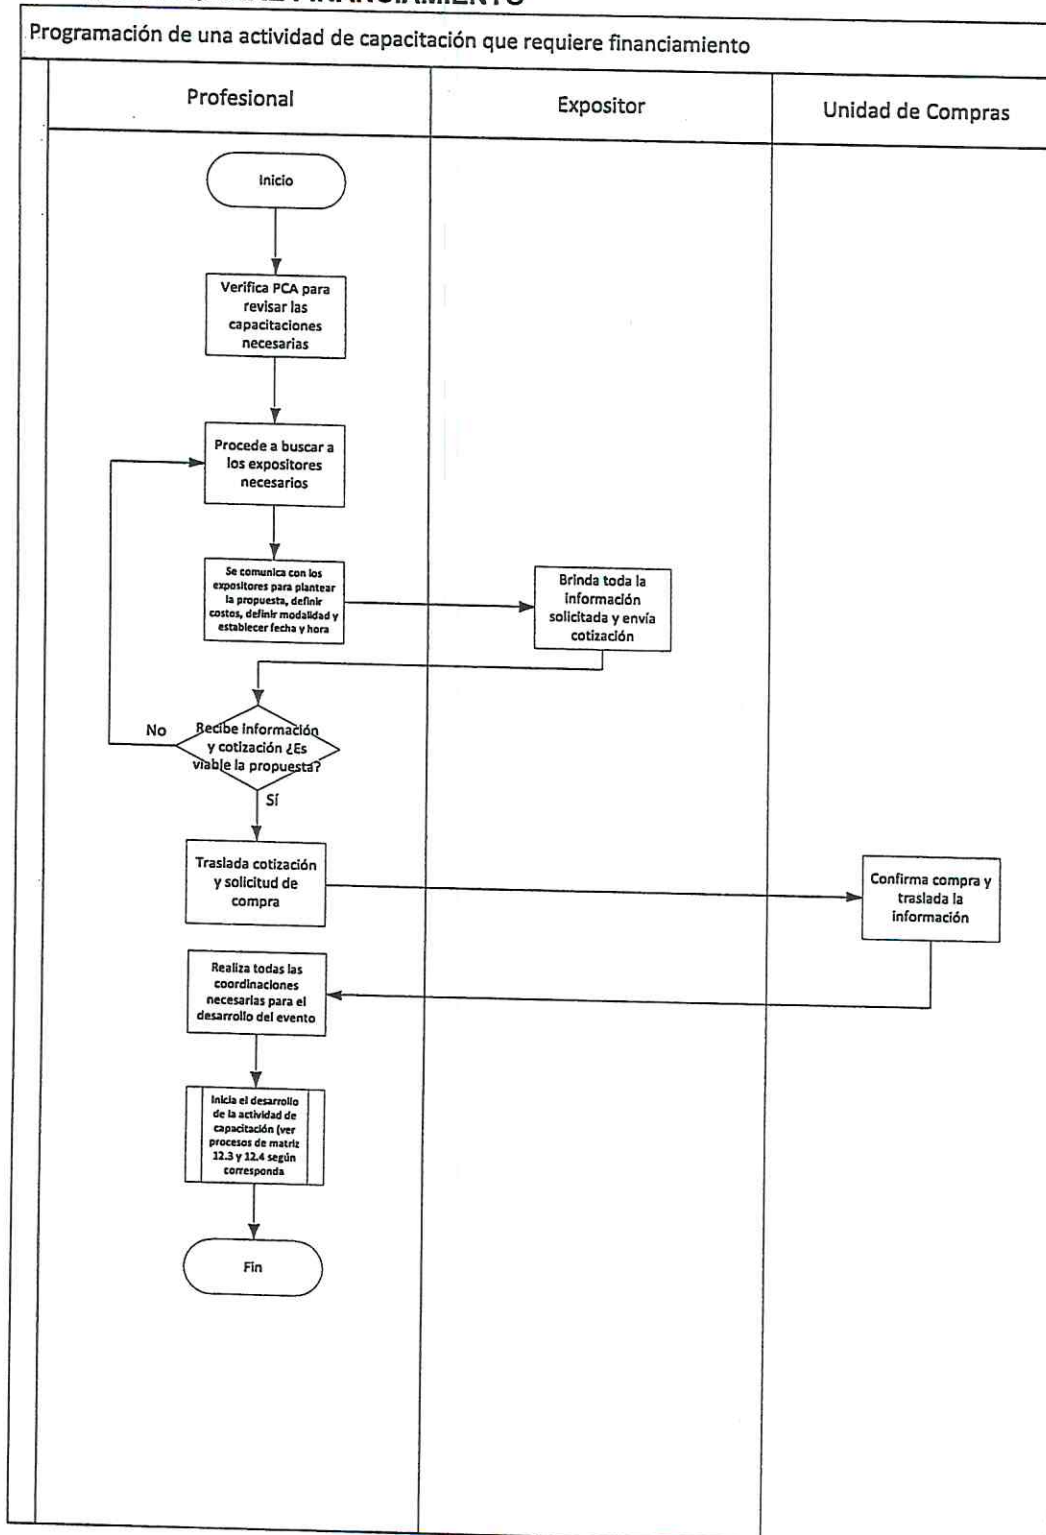 FINANCIAMIENTO
Programación de una actividad de capacitación que requiere financiamiento
Profesional
Expositor
Unidad de Compras
Inicio
Verifica PCA para
revisar las
capacitaciones
necesarias
Procede a buscar a
los expositores
necesarios
Se comunica con los
expositores para plantear
la propuesta, definir
costos, definir modalidad y
establecer fecha y hora
Brinda toda la
información
solicitada y envía
cotización
No
Recibe información
y cotización ¿Es
viable la propuesta?
Sí
Traslada cotización
y solicitud de
compra
Confirma compra y
traslada la
información
Realiza todas las
coordinaciones
necesarias para el
desarrollo del evento
Inicia el desarrollo
de la actividad de
capacitación (ver
procesos de matriz
12.3 y 12.4 según
corresponda
Fin